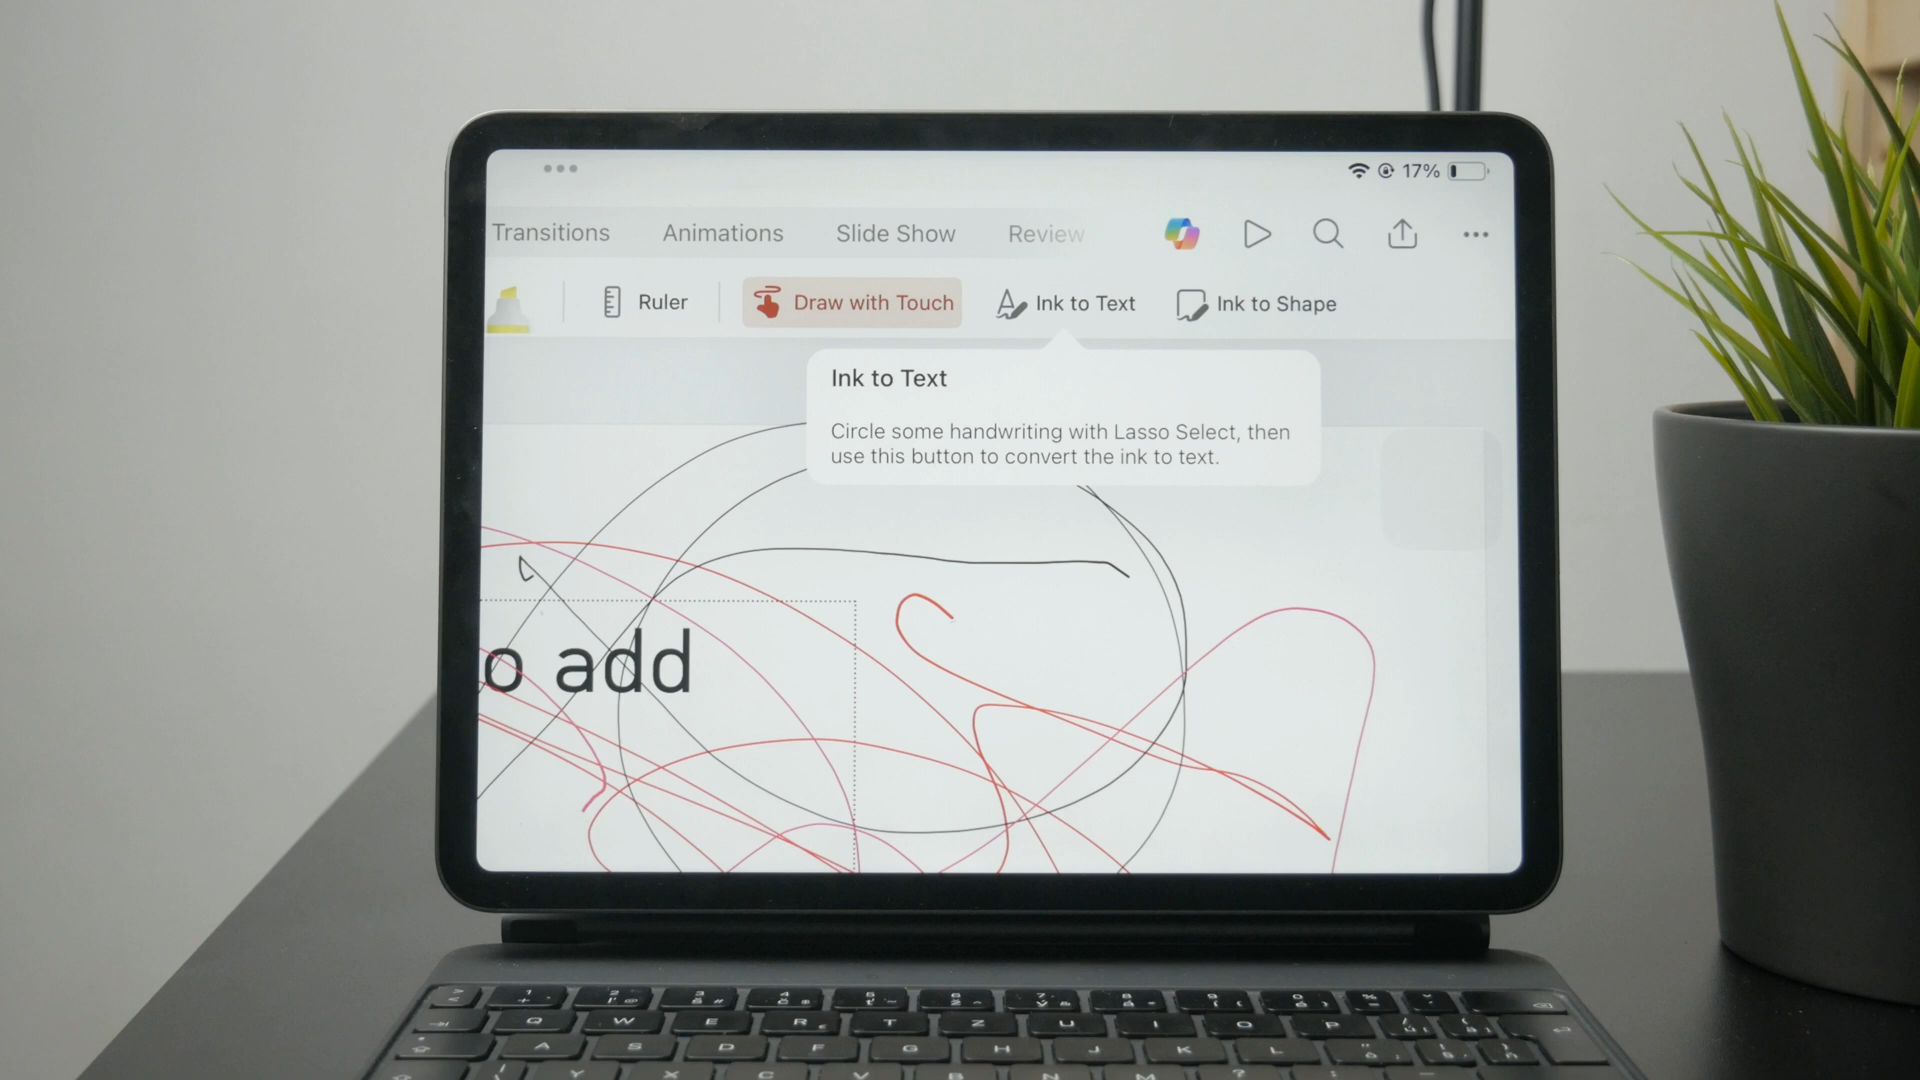 17%
Transitions Animations Slide Show Review
Ruler Draw with Touch Ink to Text Ink to Shape
Ink to Text
Circle some handwriting with Lasso Select, then
use this button to convert the ink to text.
o add
Q W E R T Z U I O P
A S D F G H J K L
Y X C V B N M